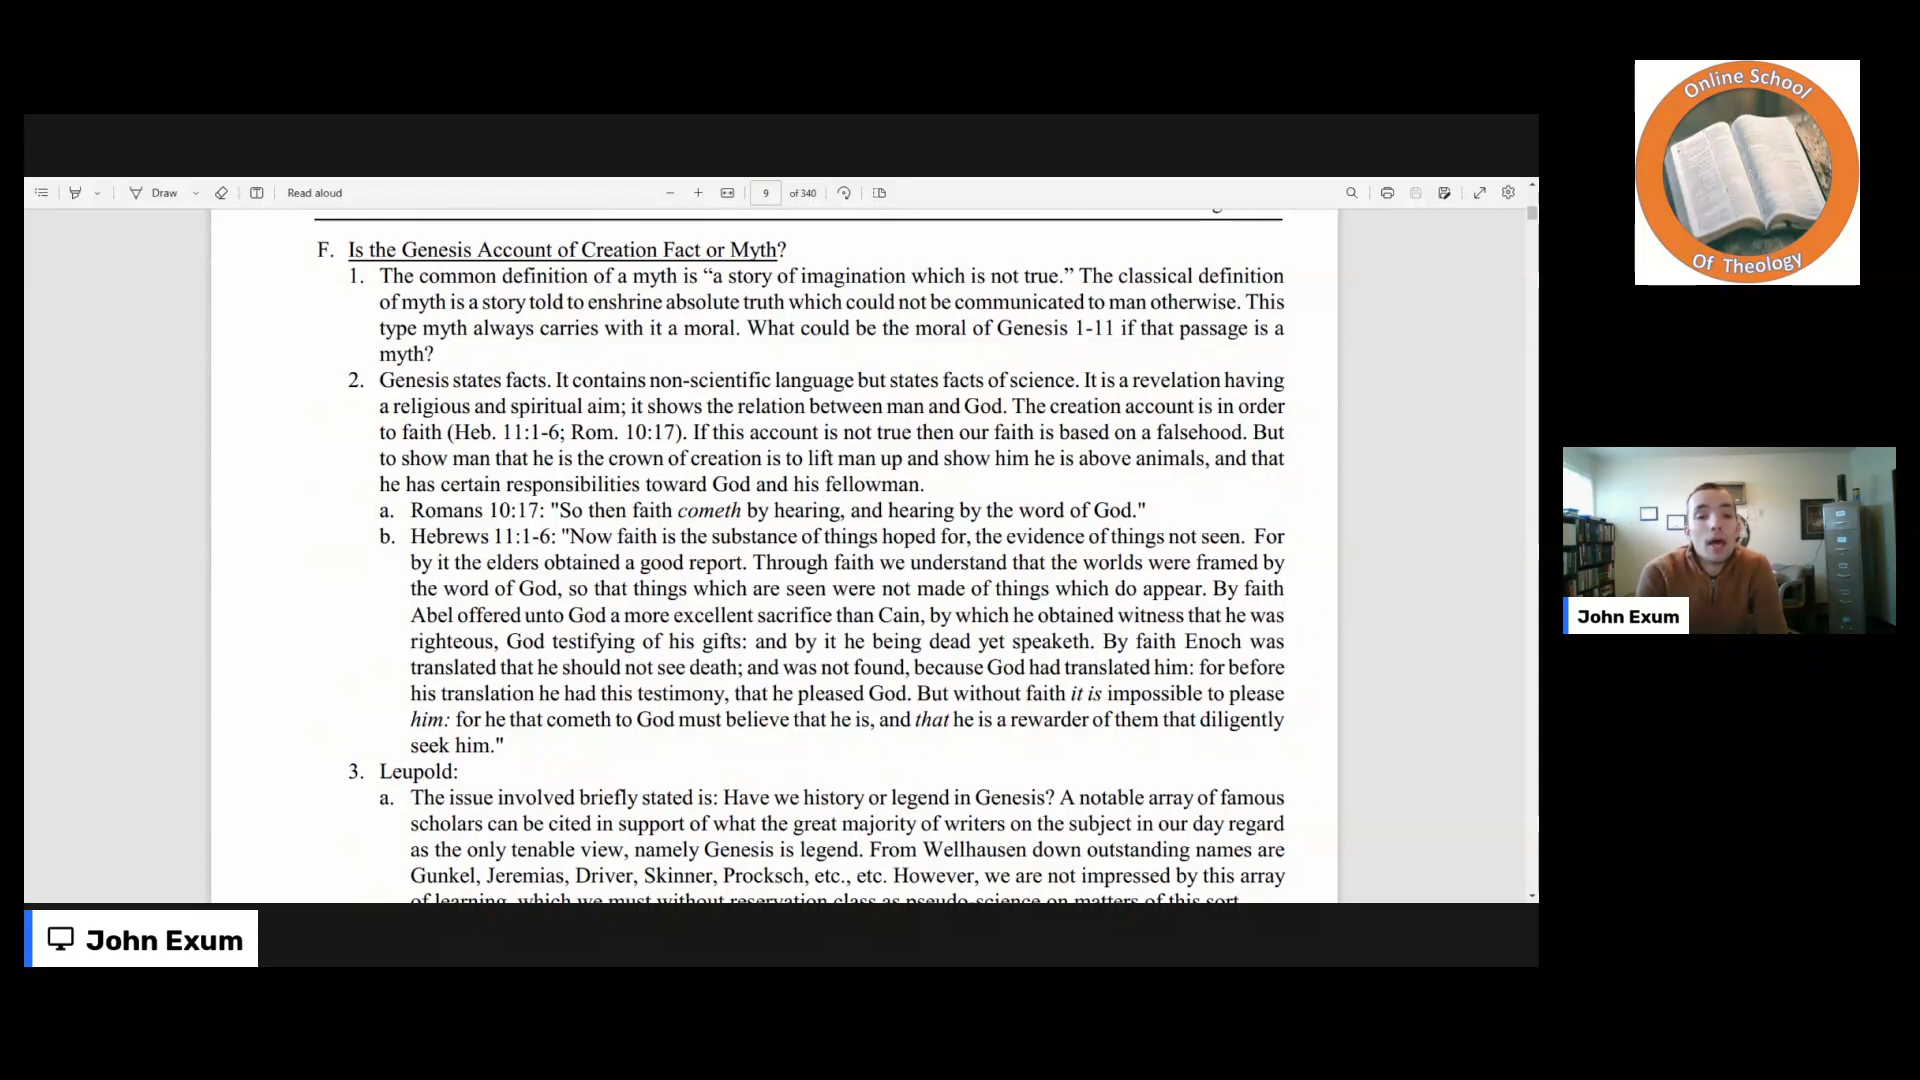 Online School
Of Theology
Draw
Read aloud
9
of 340
F. Is the Genesis Account of Creation Fact or Myth?
1. The common definition of a myth is “a story of imagination which is not true.” The classical definition
of myth is a story told to enshrine absolute truth which could not be communicated to man otherwise. This
type myth always carries with it a moral. What could be the moral of Genesis 1-11 if that passage is a
myth?
2. Genesis states facts. It contains non-scientific language but states facts of science. It is a revelation having
a religious and spiritual aim; it shows the relation between man and God. The creation account is in order
to faith (Heb. 11:1-6; Rom. 10:17). If this account is not true then our faith is based on a falsehood. But
to show man that he is the crown of creation is to lift man up and show him he is above animals, and that
he has certain responsibilities toward God and his fellowman.
a. Romans 10:17: "So then faith cometh by hearing, and hearing by the word of God."
b. Hebrews 11:1-6: "Now faith is the substance of things hoped for, the evidence of things not seen. For
by it the elders obtained a good report. Through faith we understand that the worlds were framed by
the word of God, so that things which are seen were not made of things which do appear. By faith
Abel offered unto God a more excellent sacrifice than Cain, by which he obtained witness that he was
righteous, God testifying of his gifts: and by it he being dead yet speaketh. By faith Enoch was
translated that he should not see death; and was not found, because God had translated him: for before
his translation he had this testimony, that he pleased God. But without faith it is impossible to please
him: for he that cometh to God must believe that he is, and that he is a rewarder of them that diligently
seek him."
3. Leupold:
a. The issue involved briefly stated is: Have we history or legend in Genesis? A notable array of famous
scholars can be cited in support of what the great majority of writers on the subject in our day regard
as the only tenable view, namely Genesis is legend. From Wellhausen down outstanding names are
Gunkel, Jeremias, Driver, Skinner, Procksch, etc., etc. However, we are not impressed by this array
of learning, which we must without reservation class as pseudo-science on matters of this sort.
John Exum
John Exum